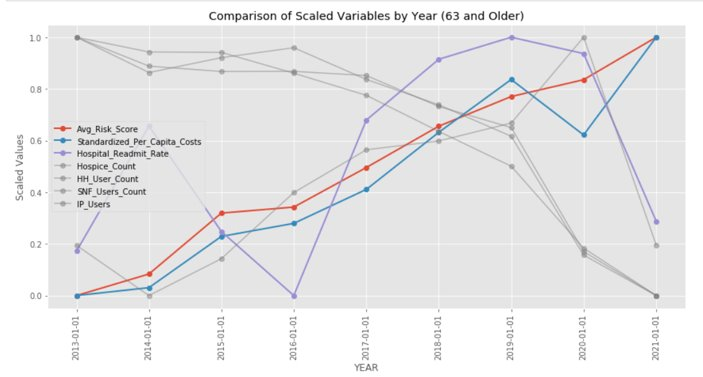 Comparison of Scaled Variables by Year (63 and Older)
1.0
0.8
0.6
0.4
0.2
0.0
Scaled Values
Avg_Risk_Score
Standardized_Per_Capita_Costs
Hospital_Readmit_Rate
Hospice_Count
HH_User_Count
SNF_Users_Count
IP_Users
2013-01-01
2014-01-01
2015-01-01
2016-01-01
2017-01-01
2018-01-01
2019-01-01
2020-01-01
2021-01-01
YEAR